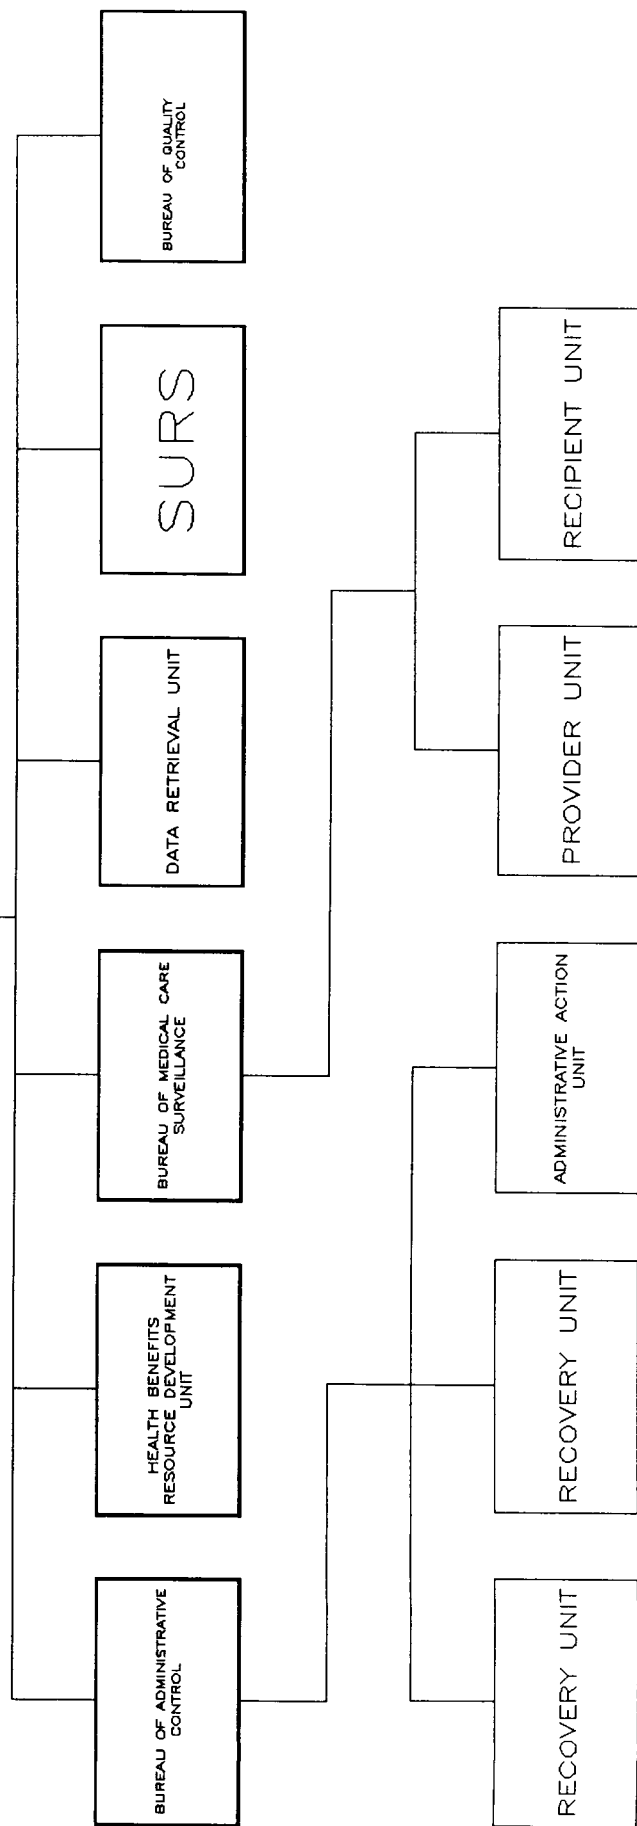 BUREAU OF ADMINISTRATIVE
CONTROL
HEALTH BENEFITS
RESOURCE DEVELOPMENT
UNIT
BUREAU OF MEDICAL CARE
SURVEILLANCE
DATA RETRIEVAL UNIT
SURS
BUREAU OF QUALITY
CONTROL
RECOVERY UNIT
RECOVERY UNIT
ADMINISTRATIVE ACTION
UNIT
PROVIDER UNIT
RECIPIENT UNIT